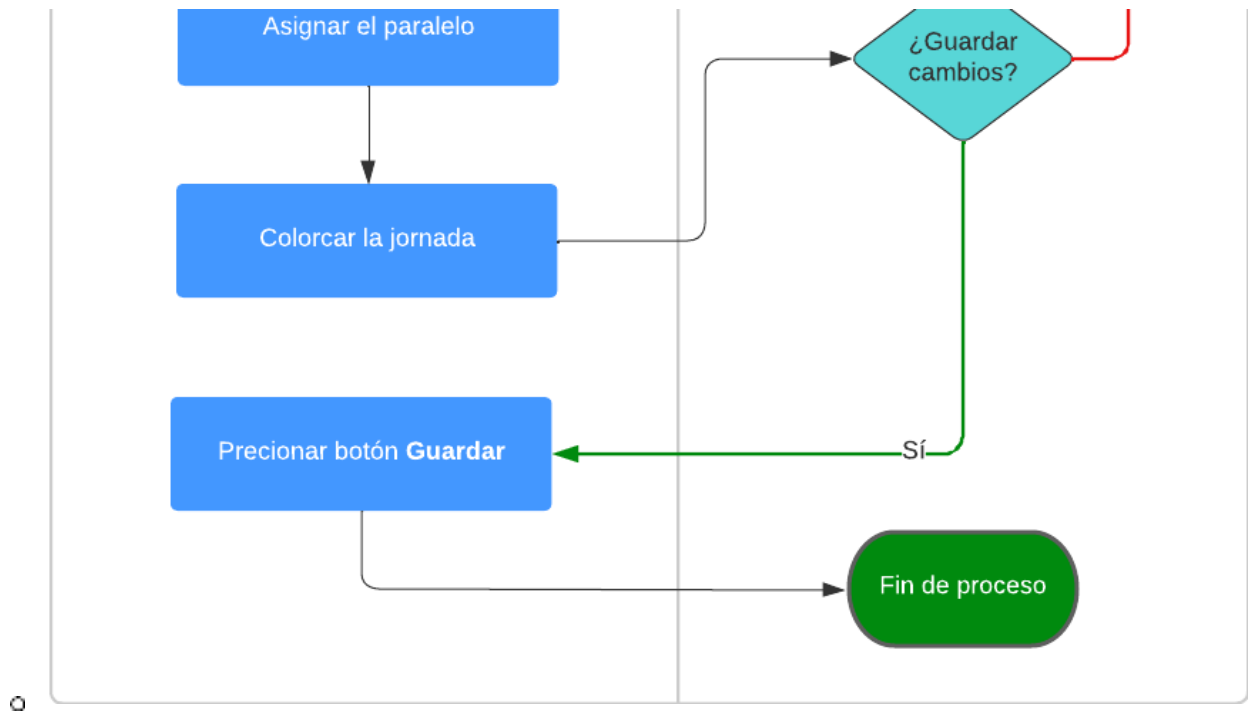 Asignar el paralelo
¿Guardar
cambios?
Colorcar la jornada
Precionar botón Guardar
Sí
Fin de proceso